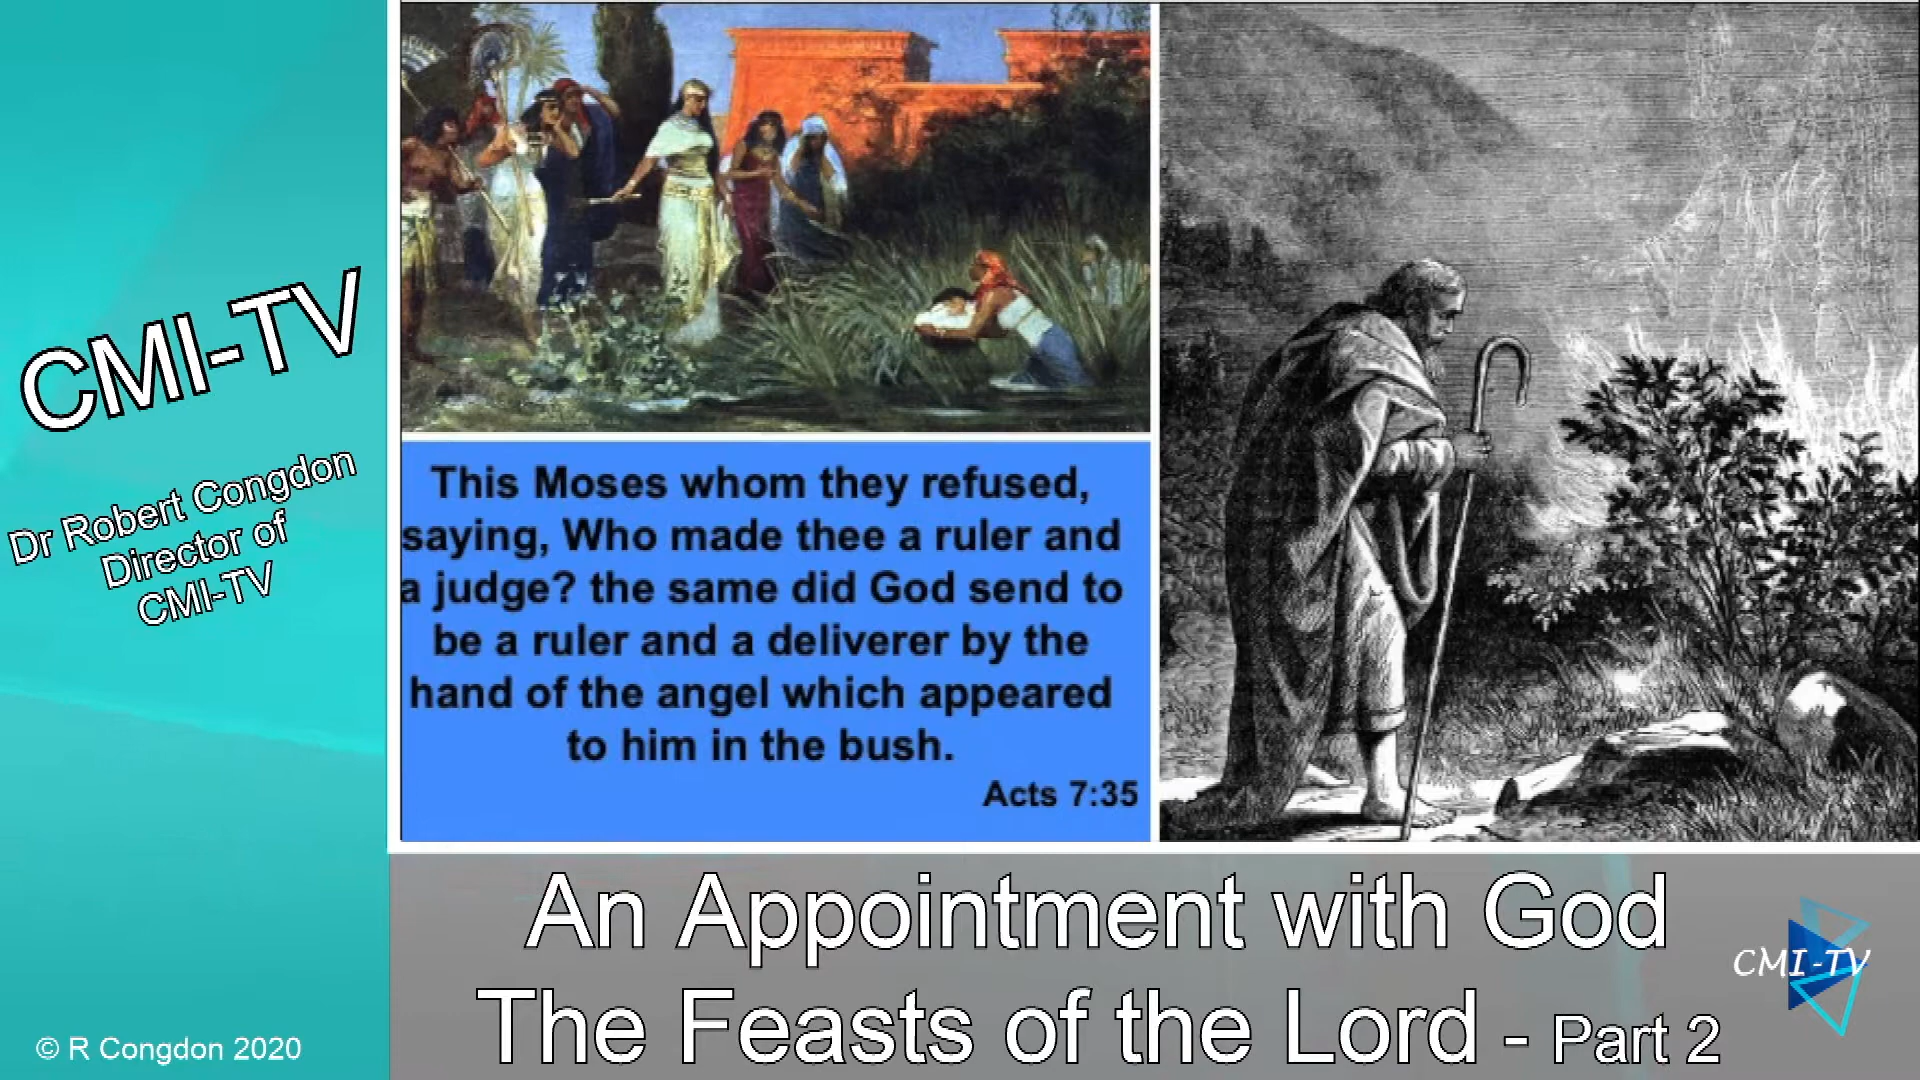 CMI-TV
Dr Robert Congdon
Director of
CMI-TV
© R Congdon 2020
This Moses whom they refused,
saying, Who made thee a ruler and
a judge? the same did God send to
be a ruler and a deliverer by the
hand of the angel which appeared
to him in the bush.
Acts 7:35
An Appointment with God
The Feasts of the Lord - Part 2
CMI-TV